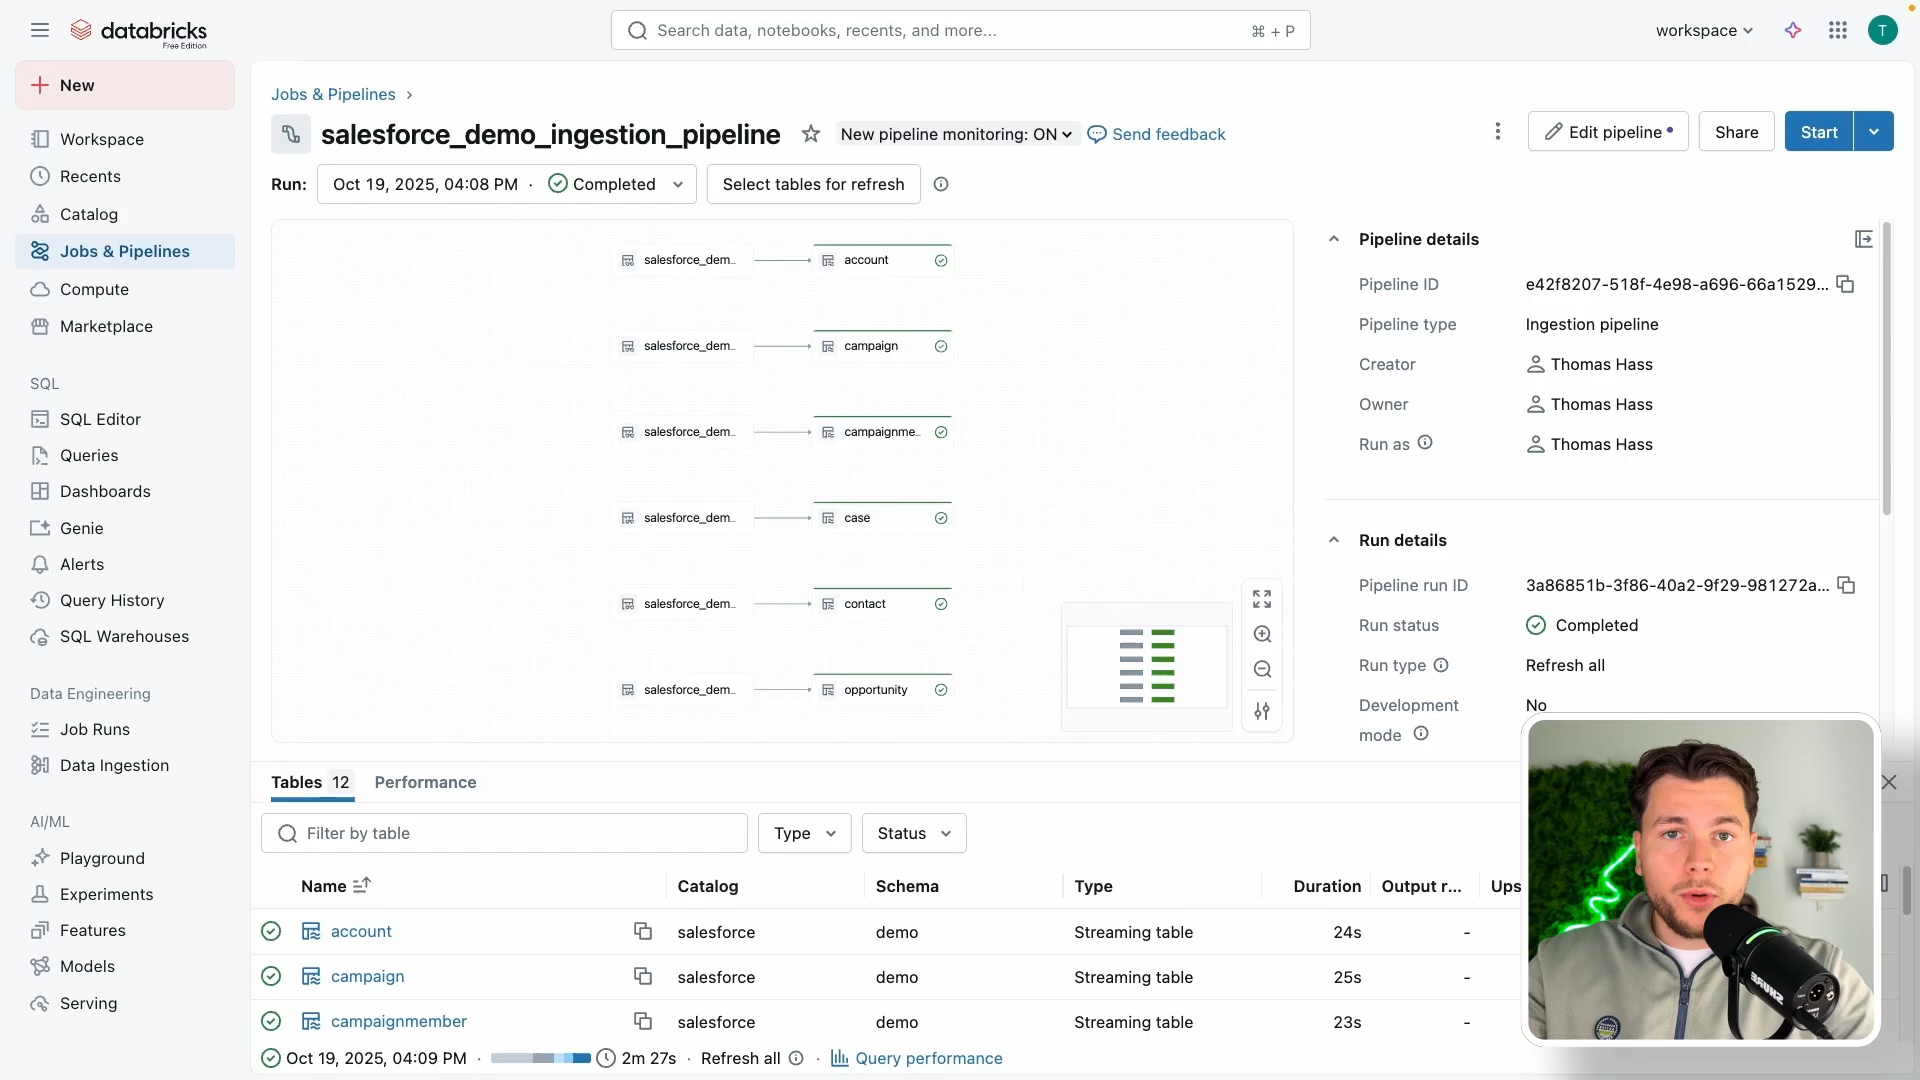 databricks
Free Edition
Search data, notebooks, recents, and more...
⌘ + P
workspace
T
New
Workspace
Recents
Catalog
Jobs & Pipelines
Compute
Marketplace
SQL
SQL Editor
Queries
Dashboards
Genie
Alerts
Query History
SQL Warehouses
Data Engineering
Job Runs
Data Ingestion
AI/ML
Playground
Experiments
Features
Models
Serving
Jobs & Pipelines ›
salesforce_demo_ingestion_pipeline
New pipeline monitoring: ON
Send feedback
Edit pipeline
Share
Start
Run:
Oct 19, 2025, 04:08 PM · Completed
Select tables for refresh
salesforce_dem.. account
salesforce_dem.. campaign
salesforce_dem.. campaignme..
salesforce_dem.. case
salesforce_dem.. contact
salesforce_dem.. opportunity
Pipeline details
Pipeline ID e42f8207-518f-4e98-a696-66a1529...
Pipeline type Ingestion pipeline
Creator Thomas Hass
Owner Thomas Hass
Run as Thomas Hass
Run details
Pipeline run ID 3a86851b-3f86-40a2-9f29-981272a...
Run status Completed
Run type Refresh all
Development No
mode
Tables 12 Performance
Filter by table
Type
Status
Name Catalog Schema Type Duration Output r... Ups
account salesforce demo Streaming table 24s -
campaign salesforce demo Streaming table 25s -
campaignmember salesforce demo Streaming table 23s -
Oct 19, 2025, 04:09 PM · 2m 27s · Refresh all · Query performance
SHURE